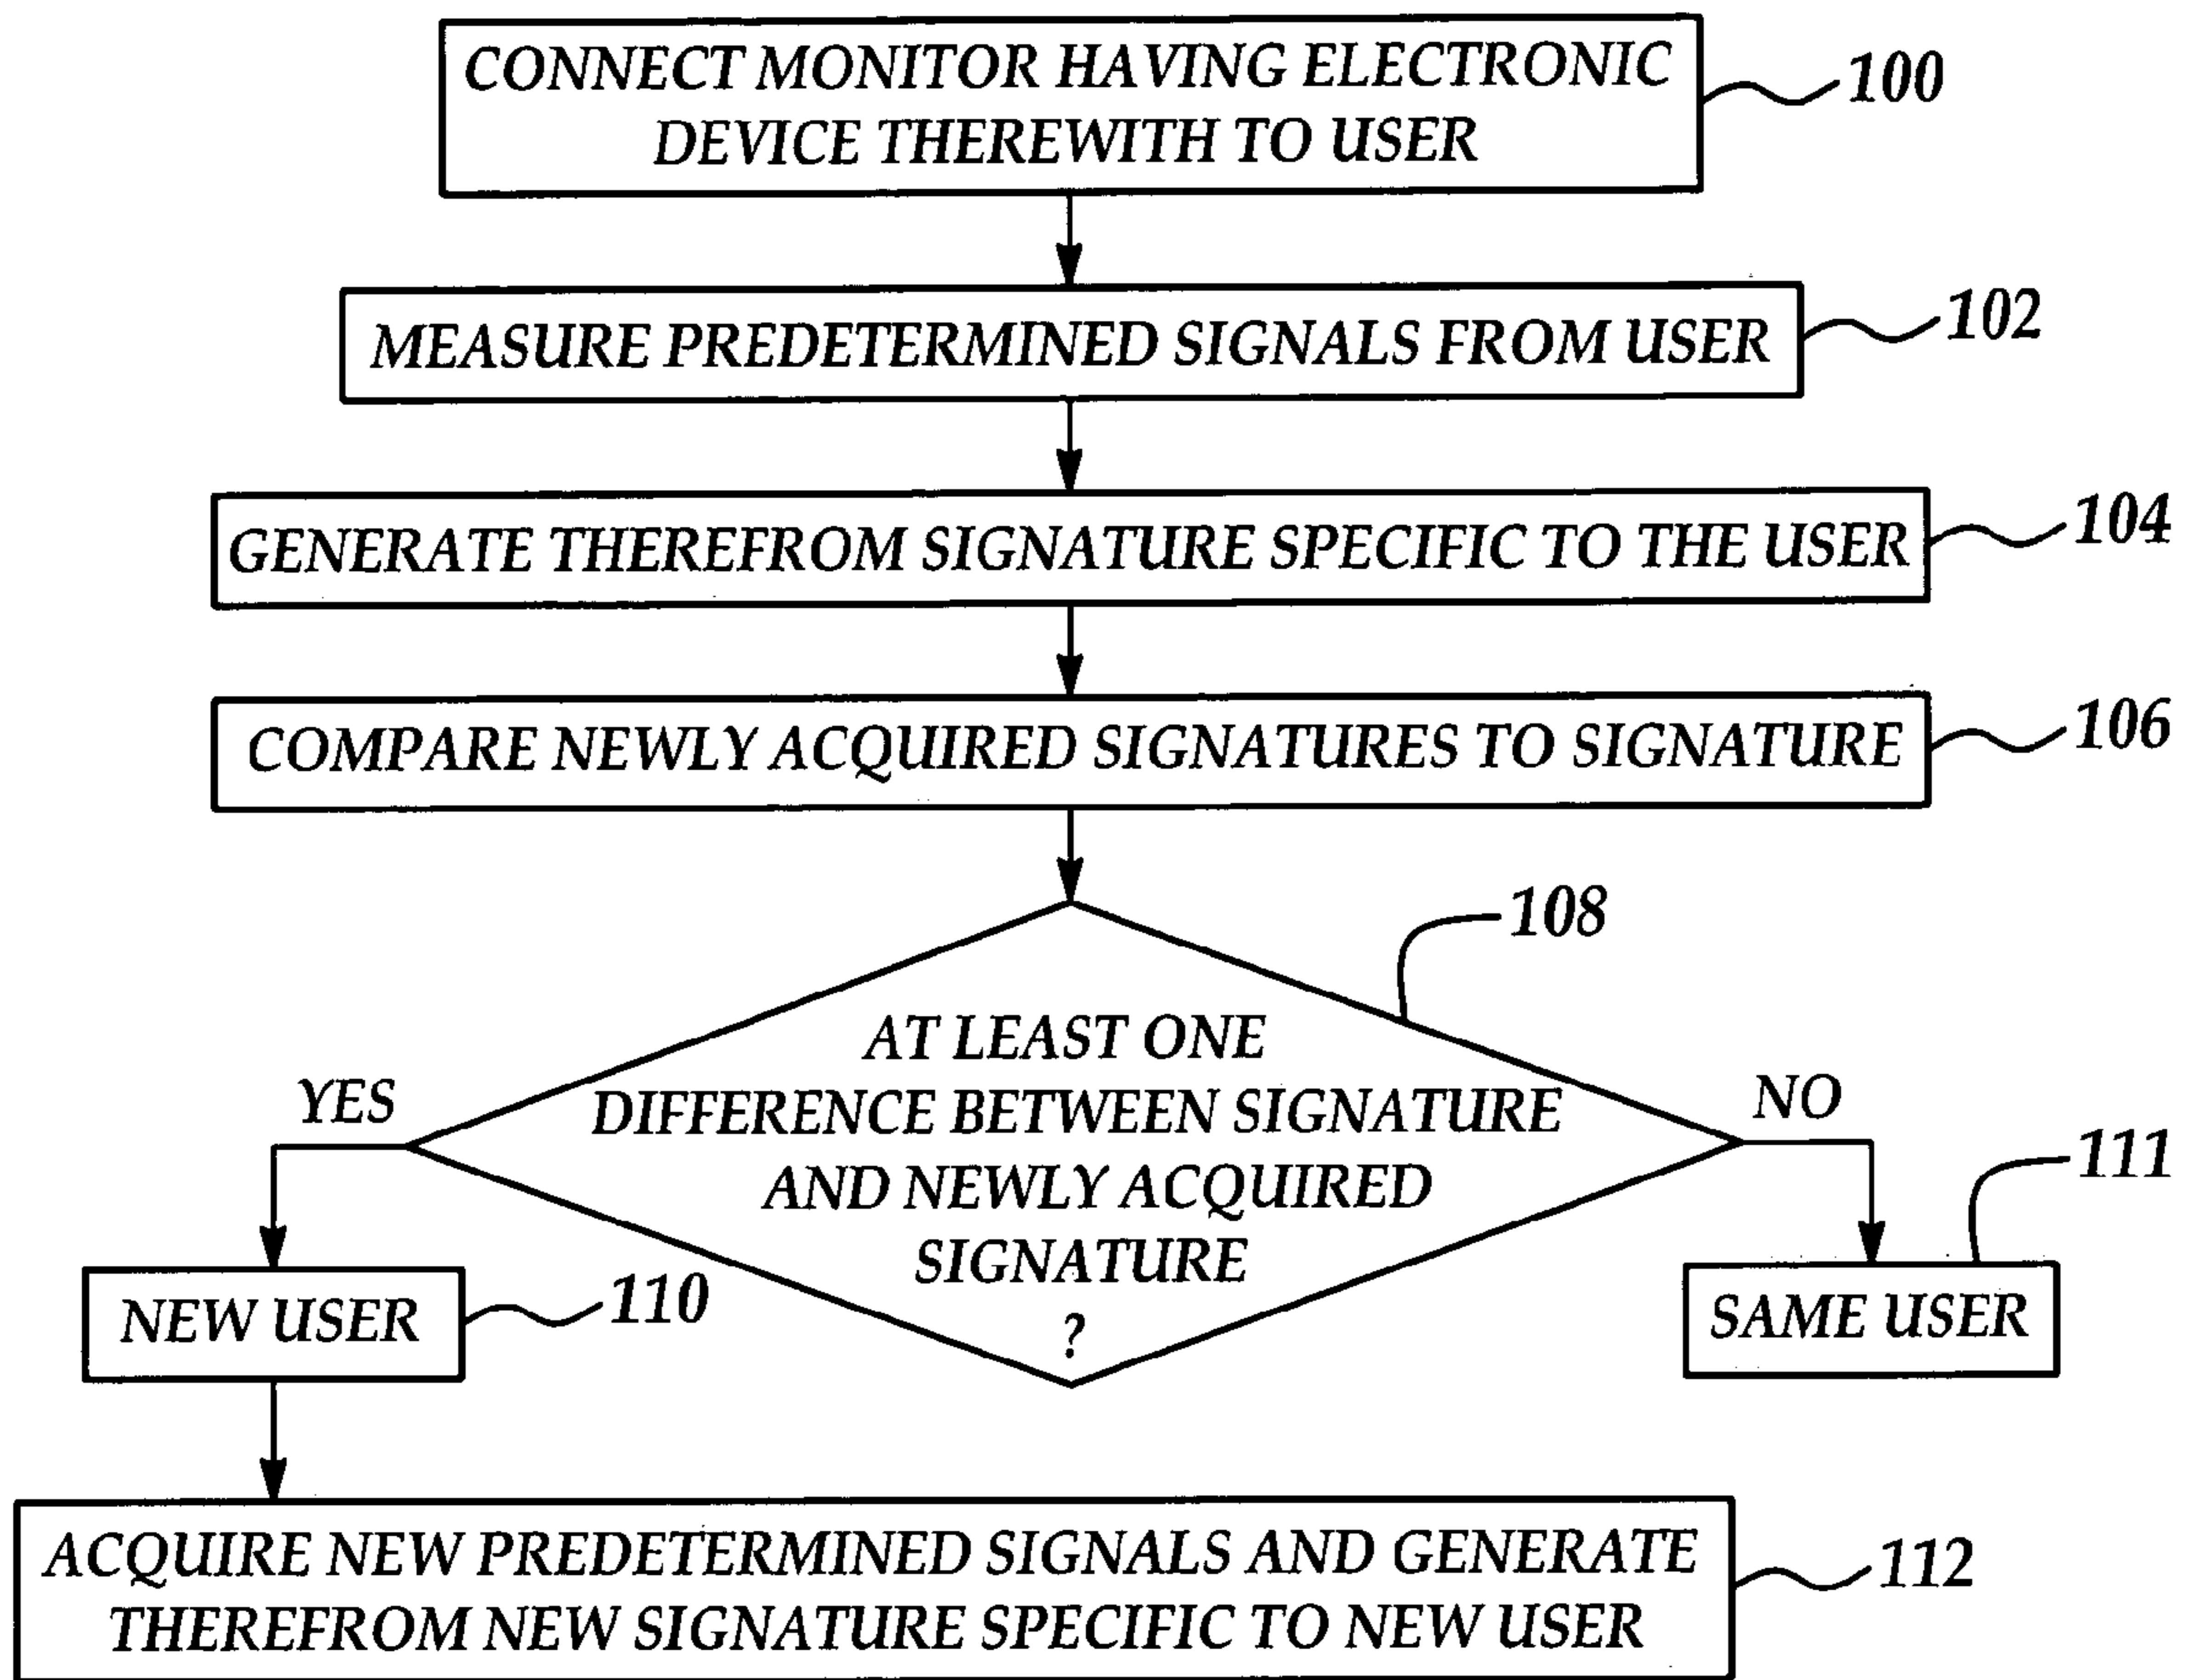 CONNECT MONITOR HAVING ELECTRONIC
DEVICE THEREWITH TO USER
100
MEASURE PREDETERMINED SIGNALS FROM USER
102
GENERATE THEREFROM SIGNATURE SPECIFIC TO THE USER
104
COMPARE NEWLY ACQUIRED SIGNATURES TO SIGNATURE
106
108
AT LEAST ONE
DIFFERENCE BETWEEN SIGNATURE
AND NEWLY ACQUIRED
SIGNATURE
?
YES
NO
111
NEW USER
110
SAME USER
ACQUIRE NEW PREDETERMINED SIGNALS AND GENERATE
THEREFROM NEW SIGNATURE SPECIFIC TO NEW USER
112